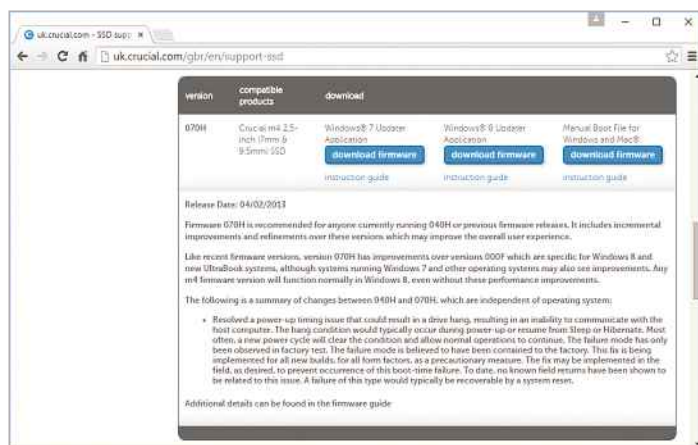 uk.crucial.com - SSD supp
uk.crucial.com/gbr/en/support-ssd
version
compatible products
download
070H
Crucial m4 2.5-inch (7mm & 9.5mm) SSD
Windows® 7 Updater Application
download firmware
instruction guide
Windows® 8 Updater Application
download firmware
instruction guide
Manual Boot File for Windows and Mac®
download firmware
instruction guide
Release Date: 04/02/2013
Firmware 070H is recommended for anyone currently running 040H or previous firmware releases. It includes incremental
improvements and refinements over these versions which may improve the overall user experience.
Like recent firmware versions, version 070H has improvements over versions 000F which are specific for Windows 8 and
new UltraBook systems, although systems running Windows 7 and other operating systems may also see improvements. Any
m4 firmware version will function normally in Windows 8, even without these performance improvements.
The following is a summary of changes between 040H and 070H, which are independent of operating system:
• Resolved a power-up timing issue that could result in a drive hang, resulting in an inability to communicate with the
host computer. The hang condition would typically occur during power-up or resume from Sleep or Hibernate. Most
often, a new power cycle will clear the condition and allow normal operations to continue. The failure mode has only
been observed in factory test. The failure mode is believed to have been contained to the factory. This fix is being
implemented for all new builds, for all form factors, as a precautionary measure. The fix may be implemented in the
field, as desired, to prevent occurrence of this boot-time failure. To date, no known field returns have been shown to
be related to this issue. A failure of this type would typically be recoverable by a system reset.
Additional details can be found in the firmware guide